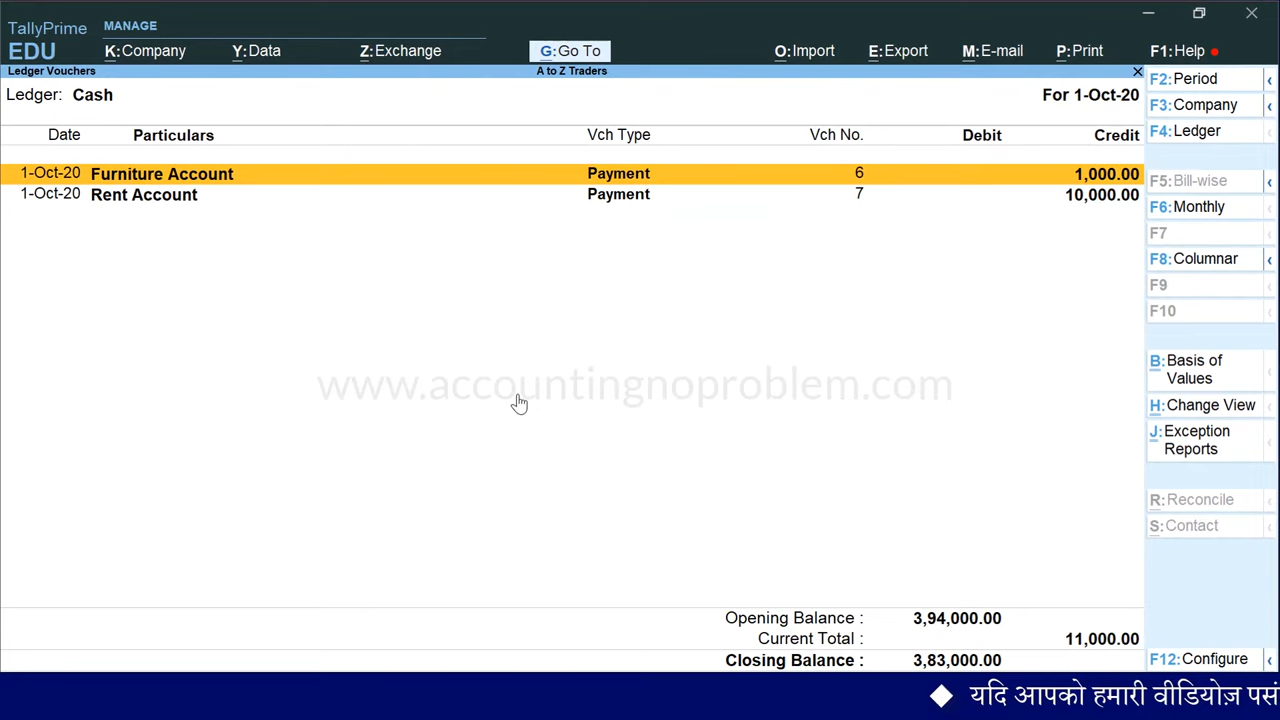 TallyPrime
EDU
MANAGE
K:Company Y:Data Z:Exchange G:Go To O:Import E:Export M:E-mail P:Print F1:Help
Ledger Vouchers A to Z Traders
Ledger: Cash For 1-Oct-20
Date Particulars Vch Type Vch No. Debit Credit
1-Oct-20 Furniture Account Payment 6 1,000.00
1-Oct-20 Rent Account Payment 7 10,000.00
www.accountingnoproblem.com
Opening Balance : 3,94,000.00
Current Total : 11,000.00
Closing Balance : 3,83,000.00
F2:Period
F3:Company
F4:Ledger
F5:Bill-wise
F6:Monthly
F7
F8:Columnar
F9
F10
B:Basis of
Values
H:Change View
J:Exception
Reports
R:Reconcile
S:Contact
F12:Configure
यदि आपको हमारी वीडियोज़ पसं